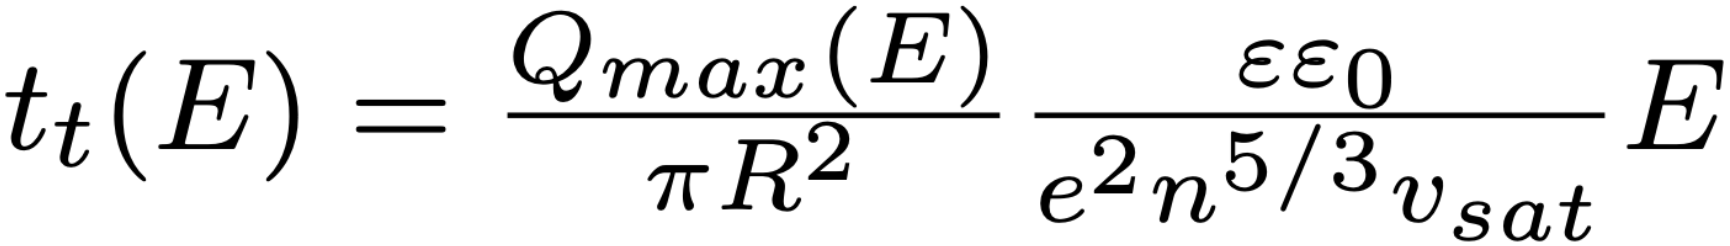 t_t(E) = \frac{Q_{max}(E)}{\pi R^2} \frac{\varepsilon\varepsilon_0}{e^2 n^{5/3} v_{sat}} E